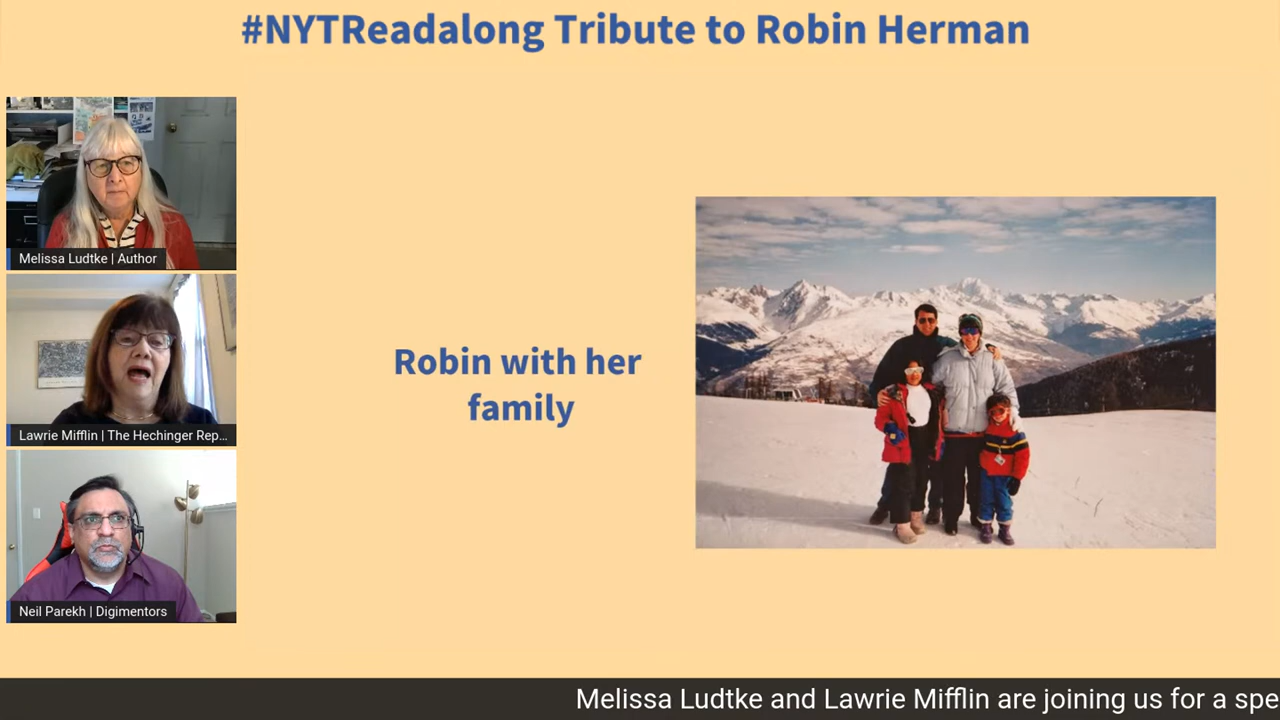 #NYTReadalong Tribute to Robin Herman
Melissa Ludtke | Author
Lawrie Mifflin | The Hechinger Rep...
Neil Parekh | Digimentors
Robin with her
family
Melissa Ludtke and Lawrie Mifflin are joining us for a spe